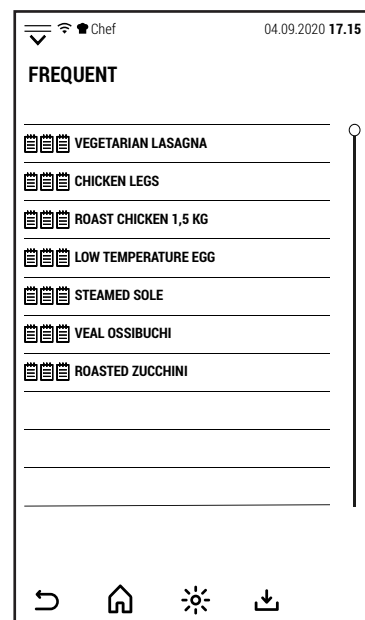 Chef 04.09.2020 17.15
FREQUENT
VEGETARIAN LASAGNA
CHICKEN LEGS
ROAST CHICKEN 1,5 KG
LOW TEMPERATURE EGG
STEAMED SOLE
VEAL OSSIBUCHI
ROASTED ZUCCHINI